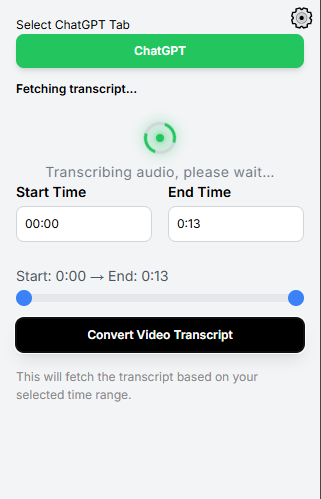 Select ChatGPT Tab
ChatGPT
Fetching transcript...
Transcribing audio, please wait...
Start Time End Time
00:00 0:13
Start: 0:00 → End: 0:13
Convert Video Transcript
This will fetch the transcript based on your
selected time range.